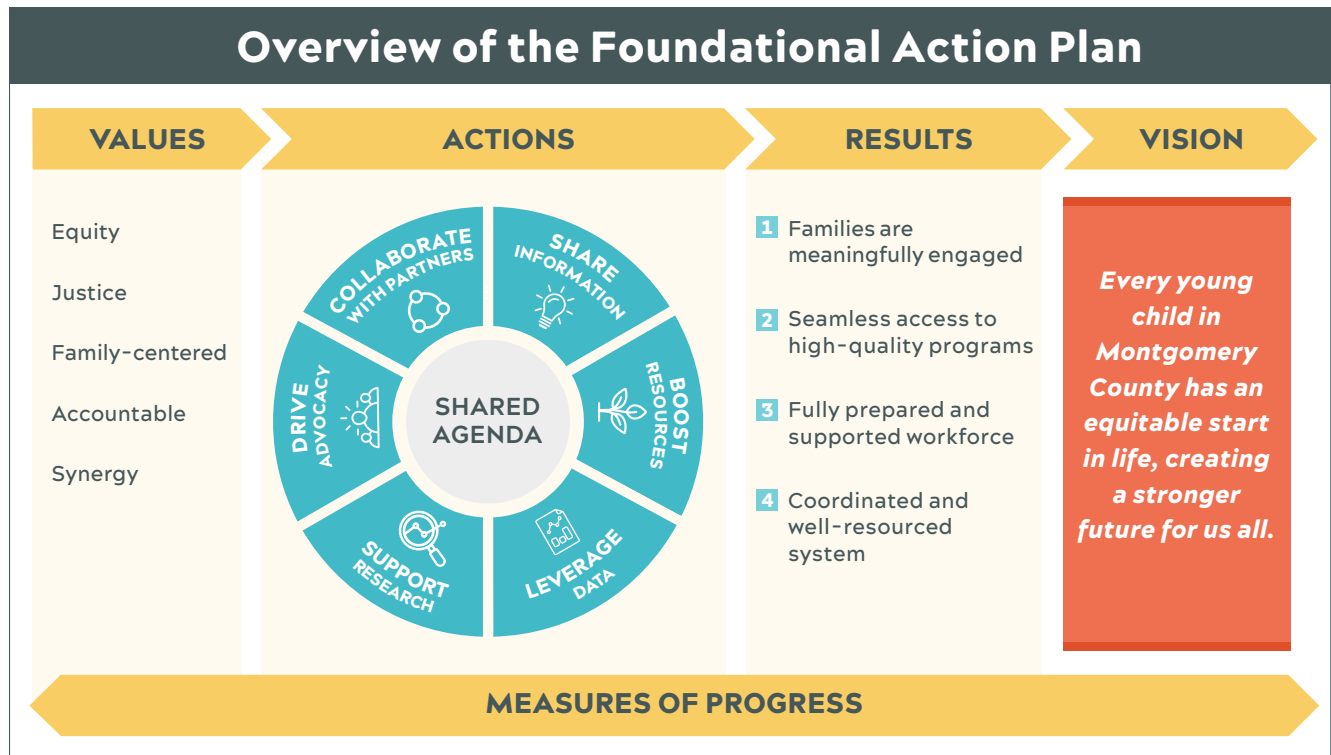 Overview of the Foundational Action Plan
VALUES
ACTIONS
RESULTS
VISION
Equity
Justice
Family-centered
Accountable
Synergy
COLLABORATE
WITH PARTNERS
SHARE
INFORMATION
BOOST
RESOURCES
LEVERAGE
DATA
SUPPORT
RESEARCH
DRIVE
ADVOCACY
SHARED
AGENDA
1 Families are
meaningfully engaged
2 Seamless access to
high-quality programs
3 Fully prepared and
supported workforce
4 Coordinated and
well-resourced
system
Every young
child in
Montgomery
County has an
equitable start
in life, creating
a stronger
future for us all.
MEASURES OF PROGRESS